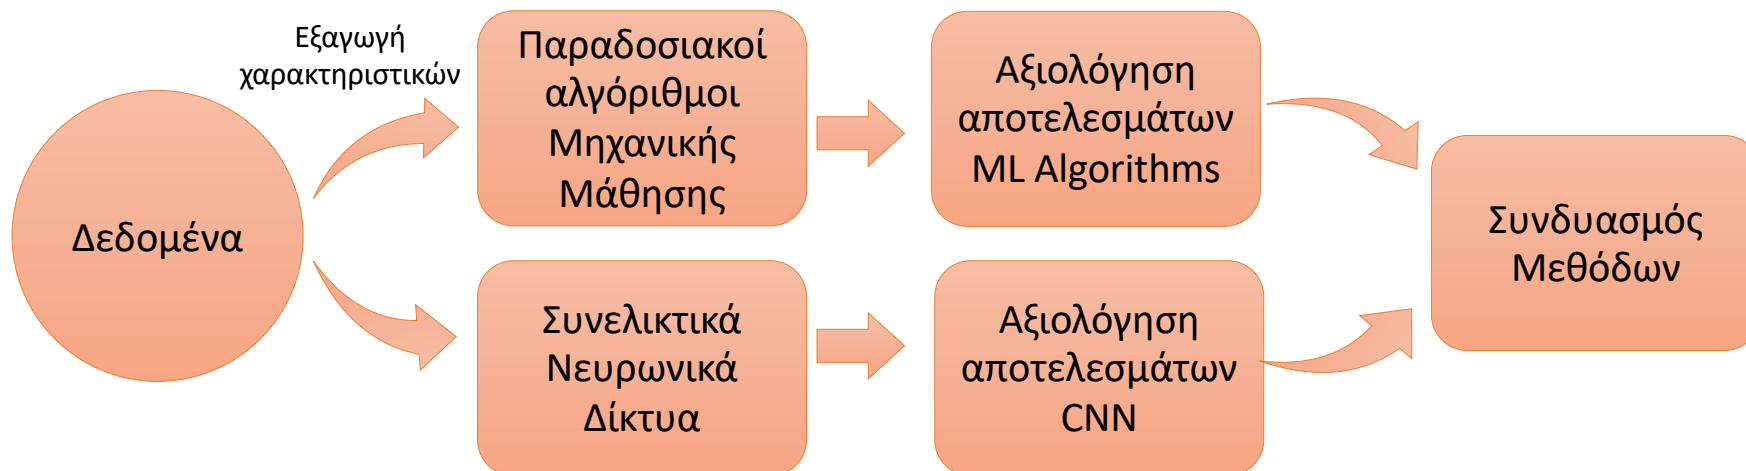 Εξαγωγή
χαρακτηριστικών
Δεδομένα
Παραδοσιακοί
αλγόριθμοι
Μηχανικής
Μάθησης
Αξιολόγηση
αποτελεσμάτων
ML Algorithms
Συνελικτικά
Νευρωνικά
Δίκτυα
Αξιολόγηση
αποτελεσμάτων
CNN
Συνδυασμός
Μεθόδων